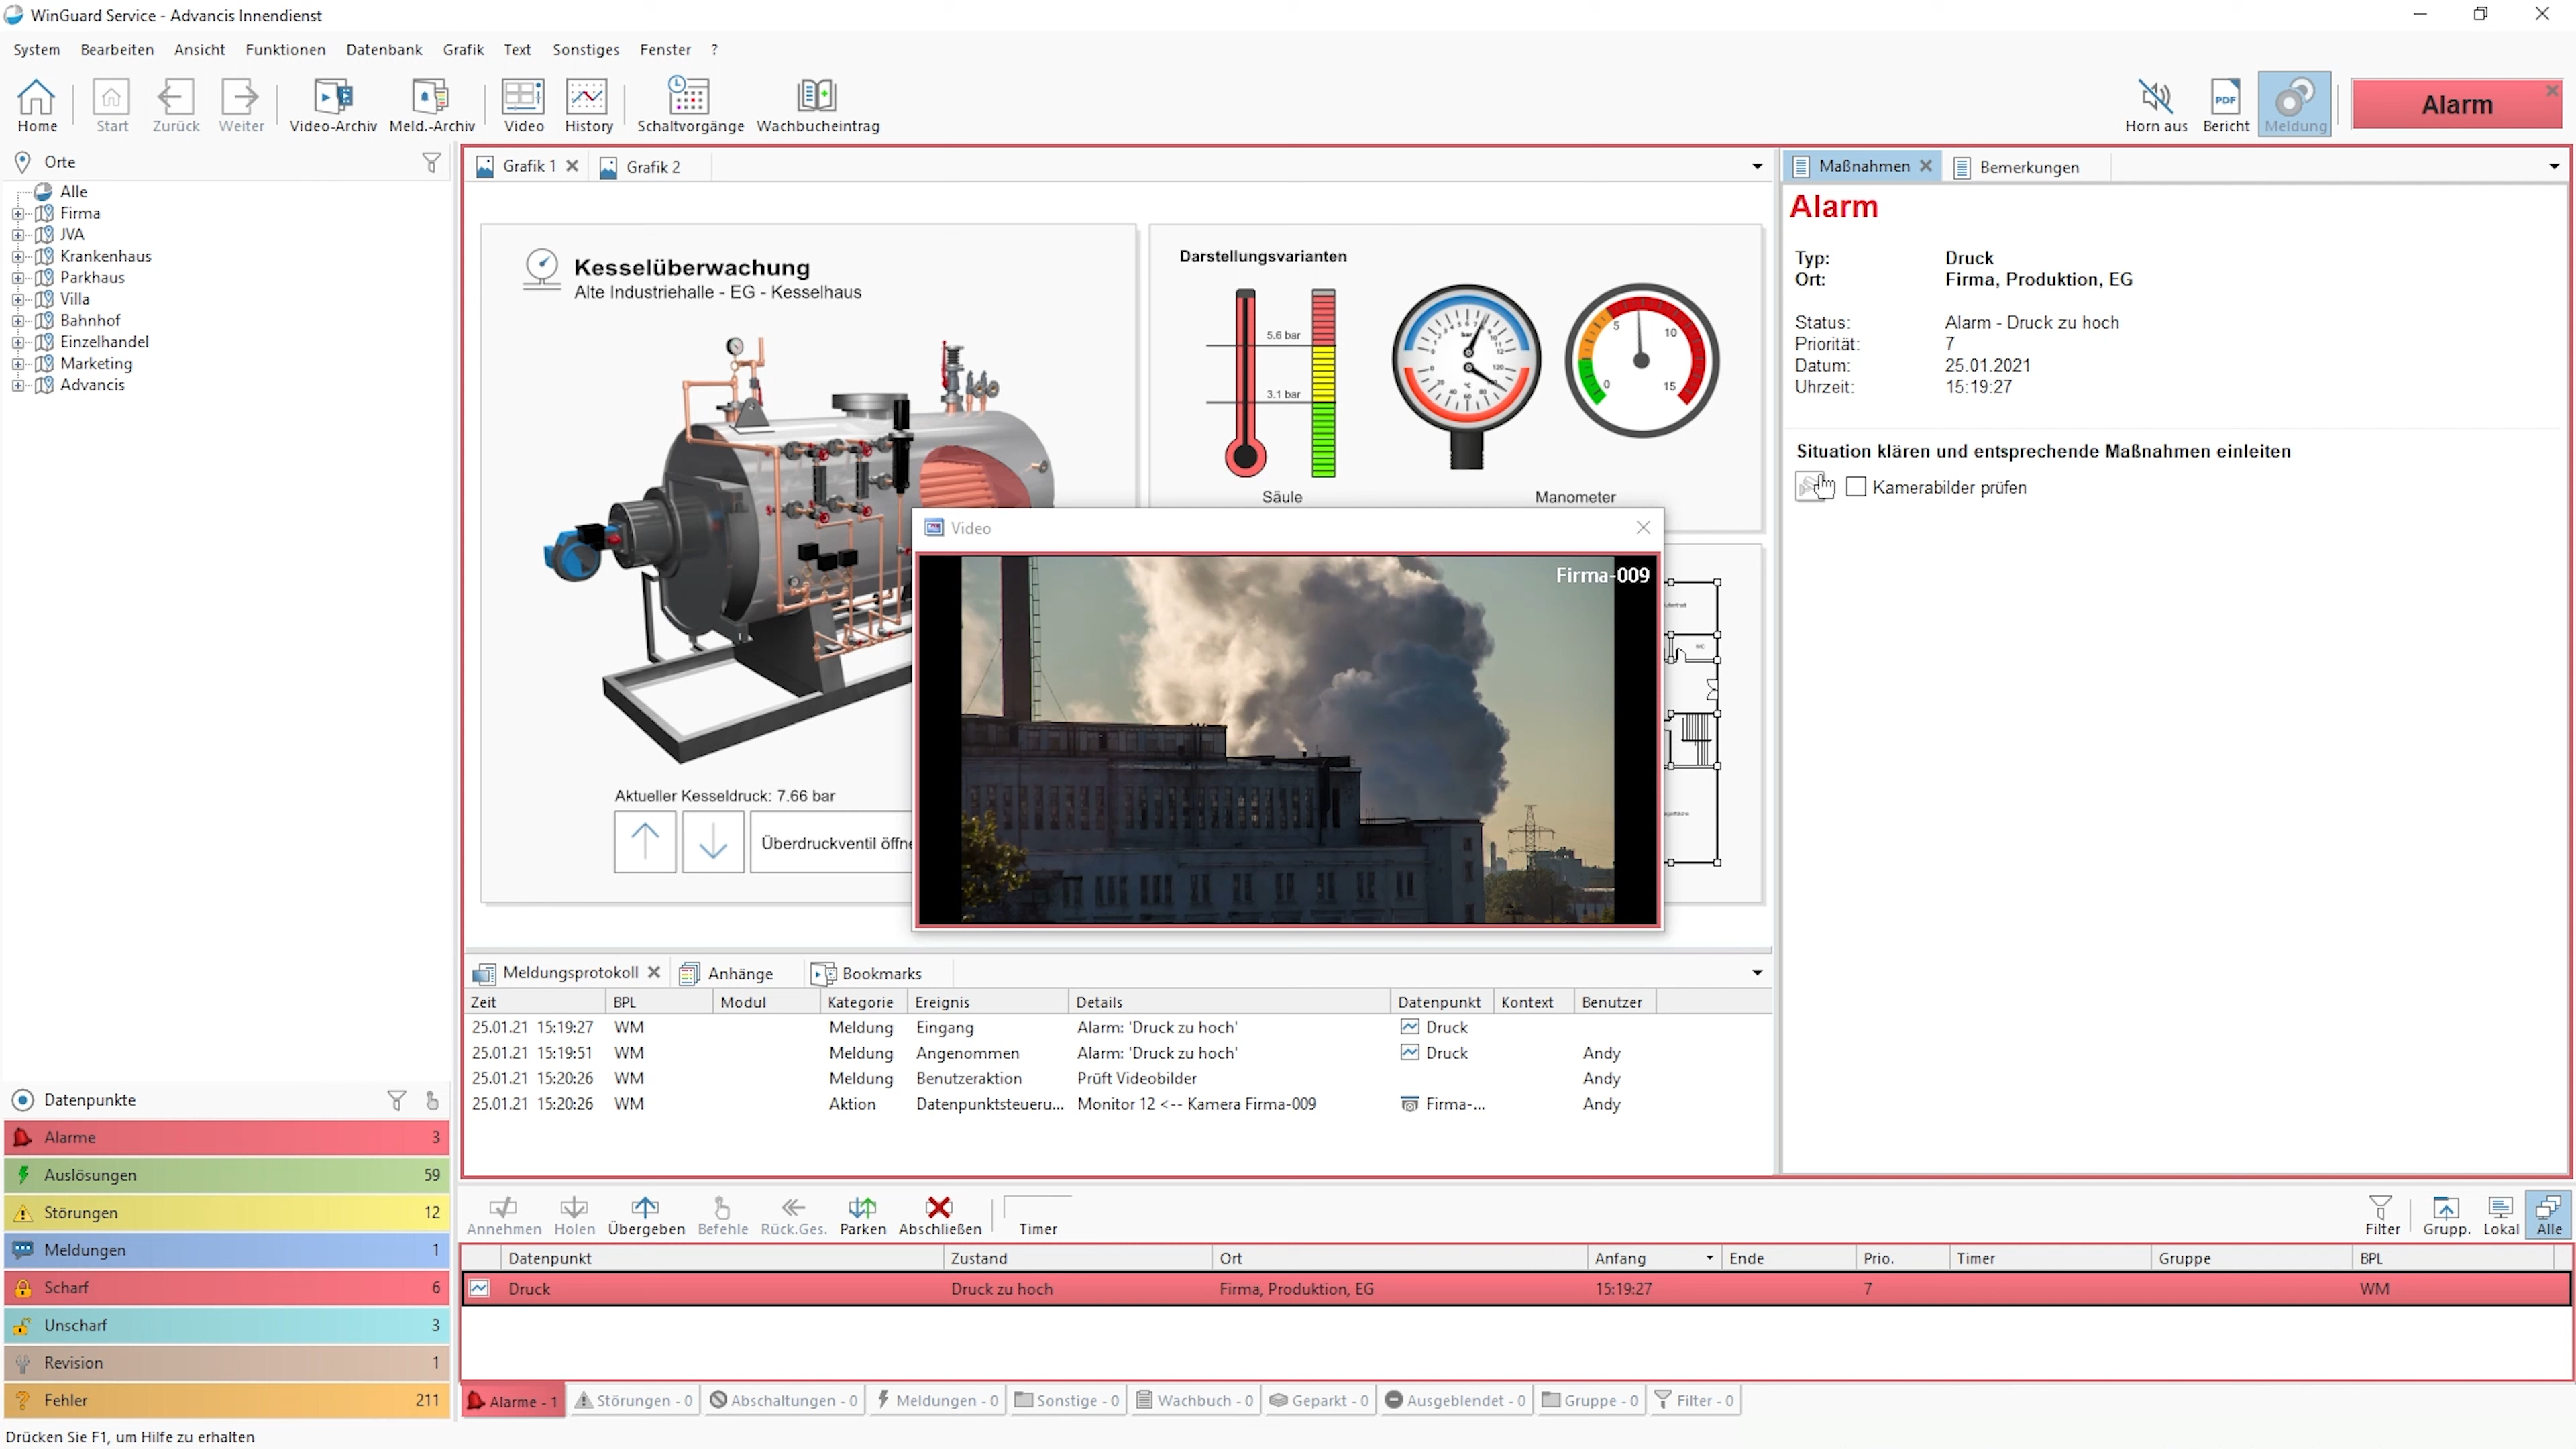 WinGuard Service - Advancis Innendienst
System Bearbeiten Ansicht Funktionen Datenbank Grafik Text Sonstiges Fenster ?
Home Start Zurück Weiter Video-Archiv Meld.-Archiv Video History Schaltvorgänge Wachbucheintrag Horn aus PDF Bericht Meldung Alarm
Orte
Alle
Firma
JVA
Krankenhaus
Parkhaus
Villa
Bahnhof
Einzelhandel
Marketing
Advancis
Datenpunkte
Alarme 3
Auslösungen 59
Störungen 12
Meldungen 1
Scharf 6
Unscharf 3
Revision 1
Fehler 211
Grafik 1 Grafik 2
Kesselüberwachung
Alte Industriehalle - EG - Kesselhaus
Aktueller Kesseldruck: 7.66 bar
Überdruckventil öffne
Darstellungsvarianten
5.6 bar
3.1 bar
bar
°C
0 5 10 15
Säule
Manometer
Video
Firma-009
WC
Maßnahmen Bemerkungen
Alarm
Typ: Druck
Ort: Firma, Produktion, EG
Status: Alarm - Druck zu hoch
Priorität: 7
Datum: 25.01.2021
Uhrzeit: 15:19:27
Situation klären und entsprechende Maßnahmen einleiten
Kamerabilder prüfen
Meldungsprotokoll Anhänge Bookmarks
Zeit BPL Modul Kategorie Ereignis Details Datenpunkt Kontext Benutzer
25.01.21 15:19:27 WM Meldung Eingang Alarm: 'Druck zu hoch' Druck
25.01.21 15:19:51 WM Meldung Angenommen Alarm: 'Druck zu hoch' Druck Andy
25.01.21 15:20:26 WM Meldung Benutzeraktion Prüft Videobilder Andy
25.01.21 15:20:26 WM Aktion Datenpunktsteueru... Monitor 12 <-- Kamera Firma-009 Firma-... Andy
Annehmen Holen Übergeben Befehle Rück.Ges. Parken Abschließen Timer Filter Grupp. Lokal Alle
Datenpunkt Zustand Ort Anfang Ende Prio. Timer Gruppe BPL
Druck Druck zu hoch Firma, Produktion, EG 15:19:27 7 WM
Alarme - 1 Störungen - 0 Abschaltungen - 0 Meldungen - 0 Sonstige - 0 Wachbuch - 0 Geparkt - 0 Ausgeblendet - 0 Gruppe - 0 Filter - 0
Drücken Sie F1, um Hilfe zu erhalten